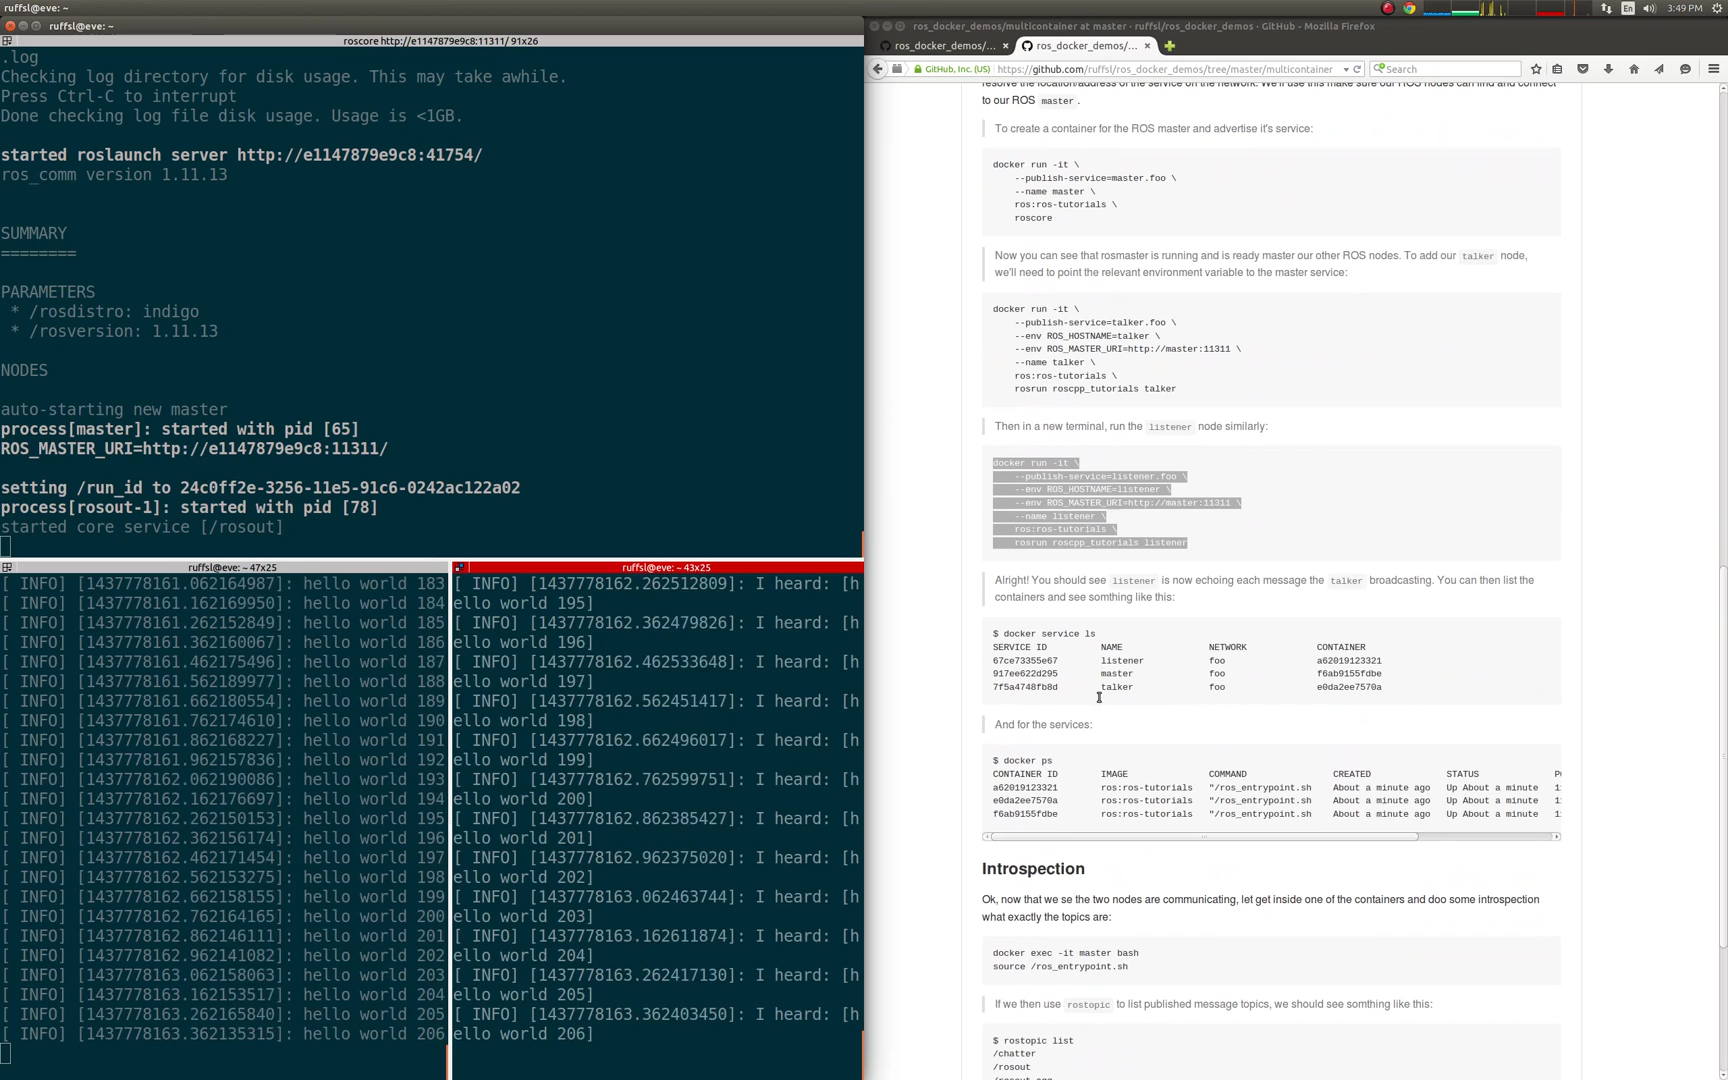 ruffsl@eve: ~
En
3:49 PM
ruffsl@eve: ~
roscore http://e1147879e9c8:11311/ 91x26
.log
Checking log directory for disk usage. This may take awhile.
Press Ctrl-C to interrupt
Done checking log file disk usage. Usage is <1GB.
started roslaunch server http://e1147879e9c8:41754/
ros_comm version 1.11.13
SUMMARY
========
PARAMETERS
* /rosdistro: indigo
* /rosversion: 1.11.13
NODES
auto-starting new master
process[master]: started with pid [65]
ROS_MASTER_URI=http://e1147879e9c8:11311/
setting /run_id to 24c0ff2e-3256-11e5-91c6-0242ac122a02
process[rosout-1]: started with pid [78]
started core service [/rosout]
ruffsl@eve: ~ 47x25
[ INFO] [1437778161.062164987]: hello world 183
[ INFO] [1437778161.162169950]: hello world 184
[ INFO] [1437778161.262152849]: hello world 185
[ INFO] [1437778161.362160067]: hello world 186
[ INFO] [1437778161.462175496]: hello world 187
[ INFO] [1437778161.562189977]: hello world 188
[ INFO] [1437778161.662180554]: hello world 189
[ INFO] [1437778161.762174610]: hello world 190
[ INFO] [1437778161.862168227]: hello world 191
[ INFO] [1437778161.962157836]: hello world 192
[ INFO] [1437778162.062190086]: hello world 193
[ INFO] [1437778162.162176697]: hello world 194
[ INFO] [1437778162.262150153]: hello world 195
[ INFO] [1437778162.362156174]: hello world 196
[ INFO] [1437778162.462171454]: hello world 197
[ INFO] [1437778162.562153275]: hello world 198
[ INFO] [1437778162.662158155]: hello world 199
[ INFO] [1437778162.762164165]: hello world 200
[ INFO] [1437778162.862146111]: hello world 201
[ INFO] [1437778162.962141082]: hello world 202
[ INFO] [1437778163.062158063]: hello world 203
[ INFO] [1437778163.162153517]: hello world 204
[ INFO] [1437778163.262165840]: hello world 205
[ INFO] [1437778163.362135315]: hello world 206
ruffsl@eve: ~ 43x25
[ INFO] [1437778162.262512809]: I heard: [h
ello world 195]
[ INFO] [1437778162.362479826]: I heard: [h
ello world 196]
[ INFO] [1437778162.462533648]: I heard: [h
ello world 197]
[ INFO] [1437778162.562451417]: I heard: [h
ello world 198]
[ INFO] [1437778162.662496017]: I heard: [h
ello world 199]
[ INFO] [1437778162.762599751]: I heard: [h
ello world 200]
[ INFO] [1437778162.862385427]: I heard: [h
ello world 201]
[ INFO] [1437778162.962375020]: I heard: [h
ello world 202]
[ INFO] [1437778163.062463744]: I heard: [h
ello world 203]
[ INFO] [1437778163.162611874]: I heard: [h
ello world 204]
[ INFO] [1437778163.262417130]: I heard: [h
ello world 205]
[ INFO] [1437778163.362403450]: I heard: [h
ello world 206]
ros_docker_demos/multicontainer at master · ruffsl/ros_docker_demos · GitHub - Mozilla Firefox
ros_docker_demos/...
ros_docker_demos/...
GitHub, Inc. (US)
https://github.com/ruffsl/ros_docker_demos/tree/master/multicontainer
Search
resolve the location/address of the service on the network. We'll use this make sure our ROS nodes can find and connect
to our ROS master .
To create a container for the ROS master and advertise it's service:
docker run -it \
--publish-service=master.foo \
--name master \
ros:ros-tutorials \
roscore
Now you can see that rosmaster is running and is ready master our other ROS nodes. To add our talker node,
we'll need to point the relevant environment variable to the master service:
docker run -it \
--publish-service=talker.foo \
--env ROS_HOSTNAME=talker \
--env ROS_MASTER_URI=http://master:11311 \
--name talker \
ros:ros-tutorials \
rosrun roscpp_tutorials talker
Then in a new terminal, run the listener node similarly:
docker run -it \
--publish-service=listener.foo \
--env ROS_HOSTNAME=listener \
--env ROS_MASTER_URI=http://master:11311 \
--name listener \
ros:ros-tutorials \
rosrun roscpp_tutorials listener
Alright! You should see listener is now echoing each message the talker broadcasting. You can then list the
containers and see somthing like this:
$ docker service ls
SERVICE ID NAME NETWORK CONTAINER
67ce73355e67 listener foo a62019123321
917ee622d295 master foo f6ab9155fdbe
7f5a4748fb8d talker foo e0da2ee7570a
And for the services:
$ docker ps
CONTAINER ID IMAGE COMMAND CREATED STATUS
a62019123321 ros:ros-tutorials "/ros_entrypoint.sh About a minute ago Up About a minute 1
e0da2ee7570a ros:ros-tutorials "/ros_entrypoint.sh About a minute ago Up About a minute 1
f6ab9155fdbe ros:ros-tutorials "/ros_entrypoint.sh About a minute ago Up About a minute 1
Introspection
Ok, now that we se the two nodes are communicating, let get inside one of the containers and doo some introspection
what exactly the topics are:
docker exec -it master bash
source /ros_entrypoint.sh
If we then use rostopic to list published message topics, we should see somthing like this:
$ rostopic list
/chatter
/rosout